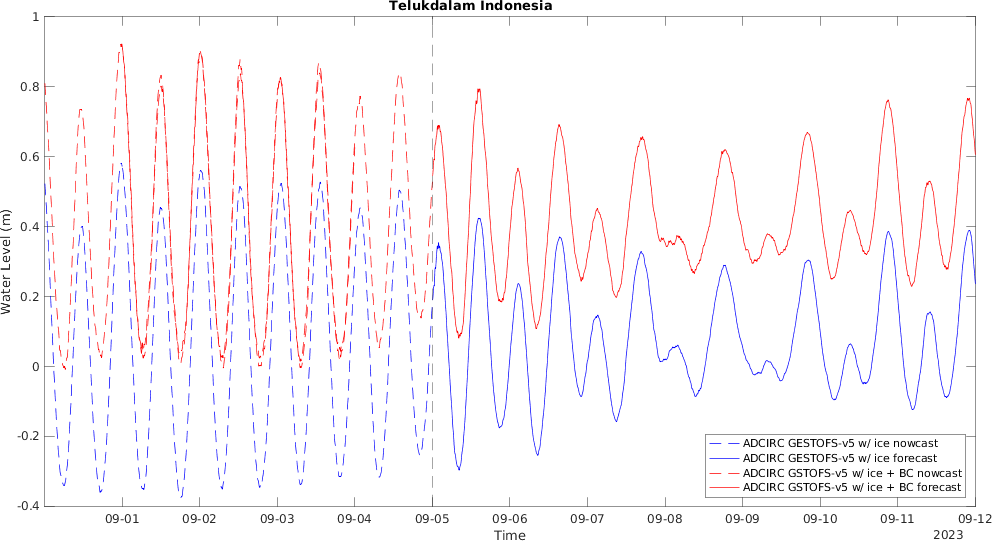 Telukdalam Indonesia
Water Level (m)
1
0.8
0.6
0.4
0.2
0
-0.2
-0.4
ADCIRC GESTOFS-v5 w/ ice nowcast
ADCIRC GESTOFS-v5 w/ ice forecast
ADCIRC GSTOFS-v5 w/ ice + BC nowcast
ADCIRC GSTOFS-v5 w/ ice + BC forecast
09-01 09-02 09-03 09-04 09-05 09-06 09-07 09-08 09-09 09-10 09-11 09-12
Time
2023